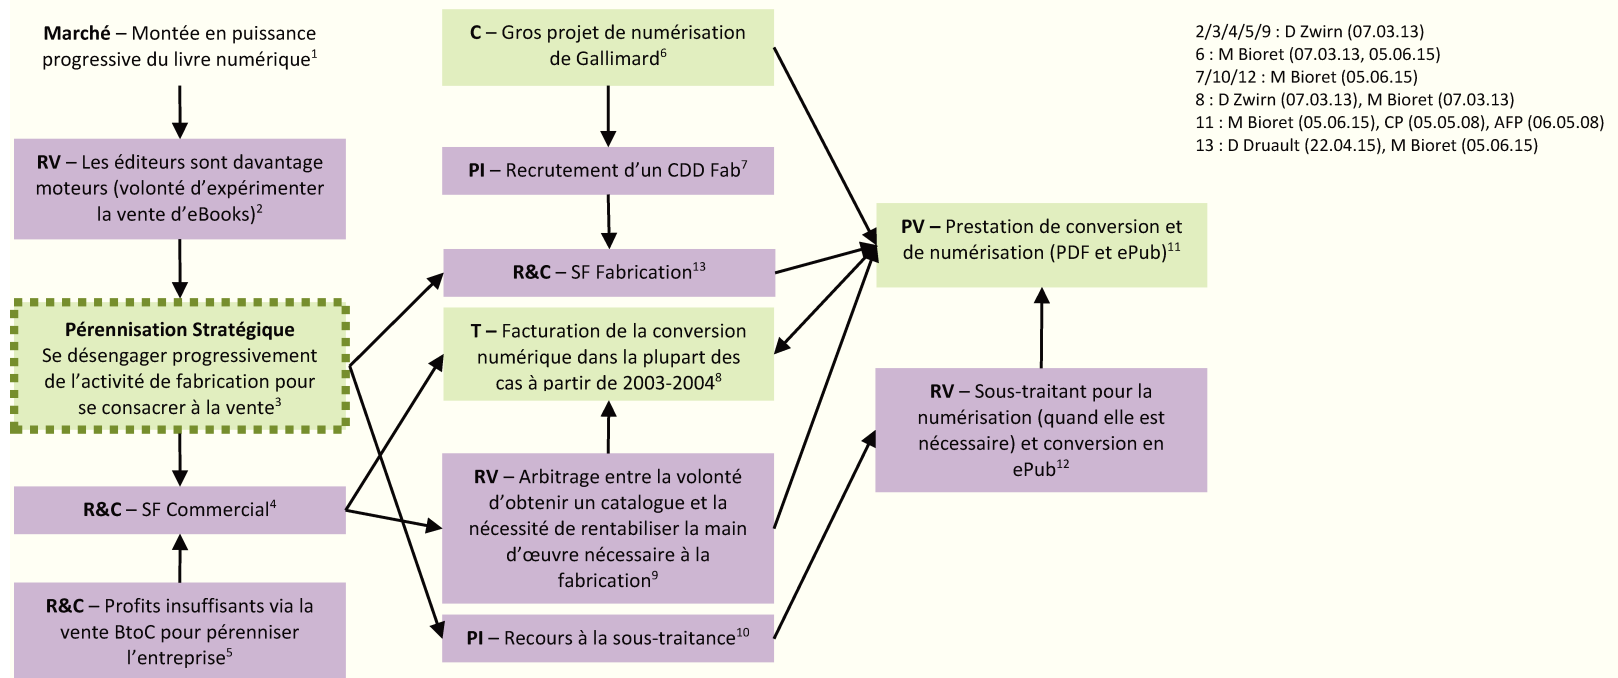 Marché – Montée en puissance
progressive du livre numérique1
RV – Les éditeurs sont davantage
moteurs (volonté d’expérimenter
la vente d’eBooks)2
Pérennisation Stratégique
Se désengager progressivement
de l’activité de fabrication pour
se consacrer à la vente3
R&C – SF Commercial4
R&C – Profits insuffisants via la
vente BtoC pour pérenniser
l’entreprise5
C – Gros projet de numérisation
de Gallimard6
PI – Recrutement d’un CDD Fab7
R&C – SF Fabrication13
T – Facturation de la conversion
numérique dans la plupart des
cas à partir de 2003-20048
RV – Arbitrage entre la volonté
d’obtenir un catalogue et la
nécessité de rentabiliser la main
d’œuvre nécessaire à la
fabrication9
PI – Recours à la sous-traitance10
PV – Prestation de conversion et
de numérisation (PDF et ePub)11
RV – Sous-traitant pour la
numérisation (quand elle est
nécessaire) et conversion en
ePub12
2/3/4/5/9 : D Zwirn (07.03.13)
6 : M Bioret (07.03.13, 05.06.15)
7/10/12 : M Bioret (05.06.15)
8 : D Zwirn (07.03.13), M Bioret (07.03.13)
11 : M Bioret (05.06.15), CP (05.05.08), AFP (06.05.08)
13 : D Druault (22.04.15), M Bioret (05.06.15)